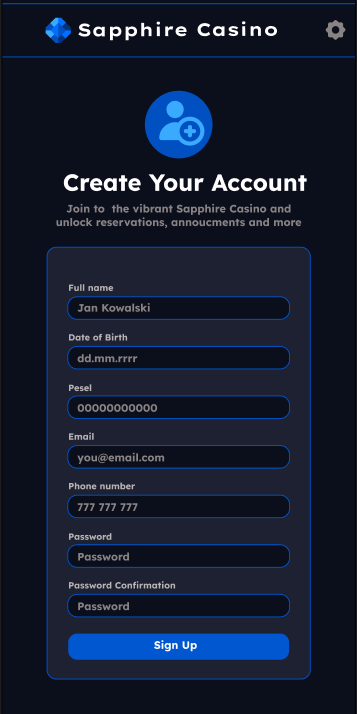 Sapphire Casino
Create Your Account
Join to the vibrant Sapphire Casino and
unlock reservations, annoucments and more
Full name
Jan Kowalski
Date of Birth
dd.mm.rrrr
Pesel
00000000000
Email
you@email.com
Phone number
777 777 777
Password
Password
Password Confirmation
Password
Sign Up